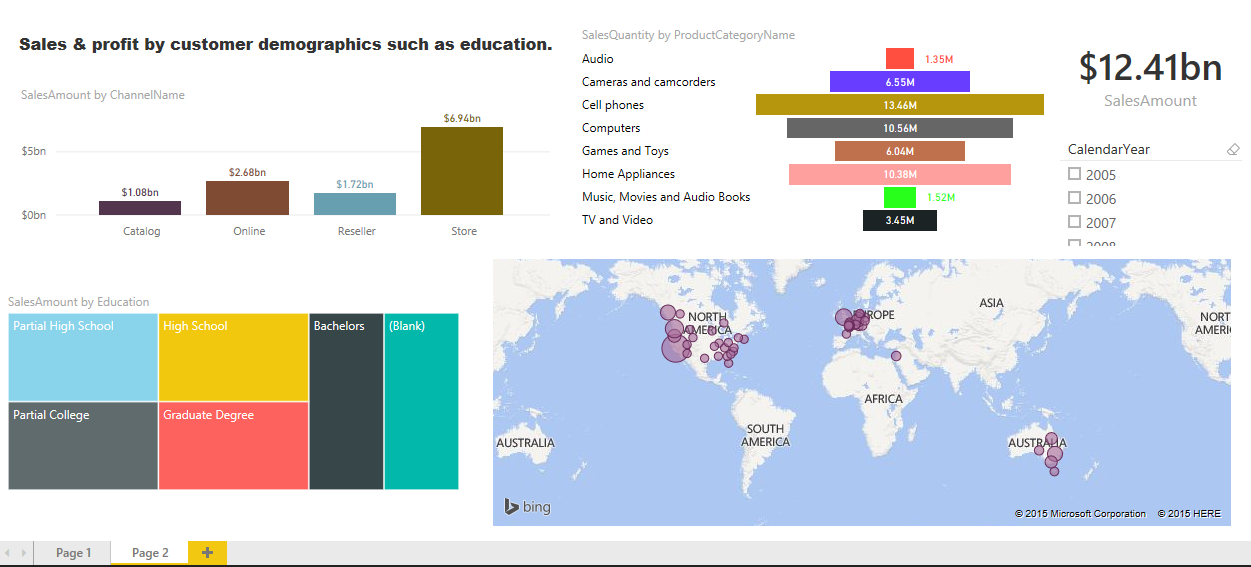 Sales & profit by customer demographics such as education.
SalesAmount by ChannelName
$5bn
$0bn
$1.08bn
$2.68bn
$1.72bn
$6.94bn
Catalog
Online
Reseller
Store
SalesQuantity by ProductCategoryName
Audio 1.35M
Cameras and camcorders 6.55M
Cell phones 13.46M
Computers 10.56M
Games and Toys 6.04M
Home Appliances 10.38M
Music, Movies and Audio Books 1.52M
TV and Video 3.45M
$12.41bn
SalesAmount
CalendarYear
2005
2006
2007
2008
SalesAmount by Education
Partial High School
High School
Bachelors
(Blank)
Partial College
Graduate Degree
NORTH
AMERICA
EUROPE
ASIA
NORT
AMERI
AFRICA
SOUTH
AMERICA
AUSTRALIA
AUSTRALIA
bing
© 2015 Microsoft Corporation © 2015 HERE
Page 1
Page 2
+